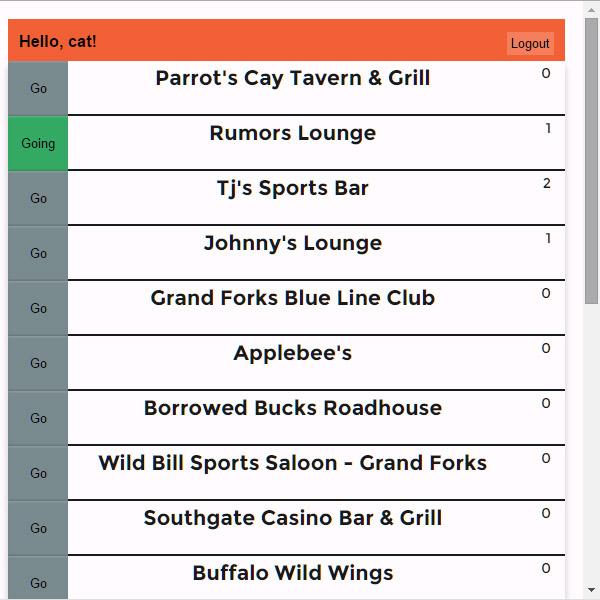 Hello, cat!
Logout
Go Parrot's Cay Tavern & Grill 0
Going Rumors Lounge 1
Go Tj's Sports Bar 2
Go Johnny's Lounge 1
Go Grand Forks Blue Line Club 0
Go Applebee's 0
Go Borrowed Bucks Roadhouse 0
Go Wild Bill Sports Saloon - Grand Forks 0
Go Southgate Casino Bar & Grill 0
Go Buffalo Wild Wings 0